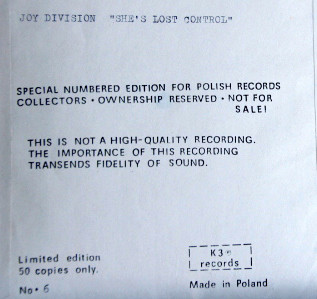 JOY DIVISION "SHE'S LOST CONTROL"
SPECIAL NUMBERED EDITION FOR POLISH RECORDS
COLLECTORS • OWNERSHIP RESERVED • NOT FOR
SALE!
THIS IS NOT A HIGH-QUALITY RECORDING.
THE IMPORTANCE OF THIS RECORDING
TRANSENDS FIDELITY OF SOUND.
Limited edition
50 copies only.
No• 6
K3
records
Made in Poland